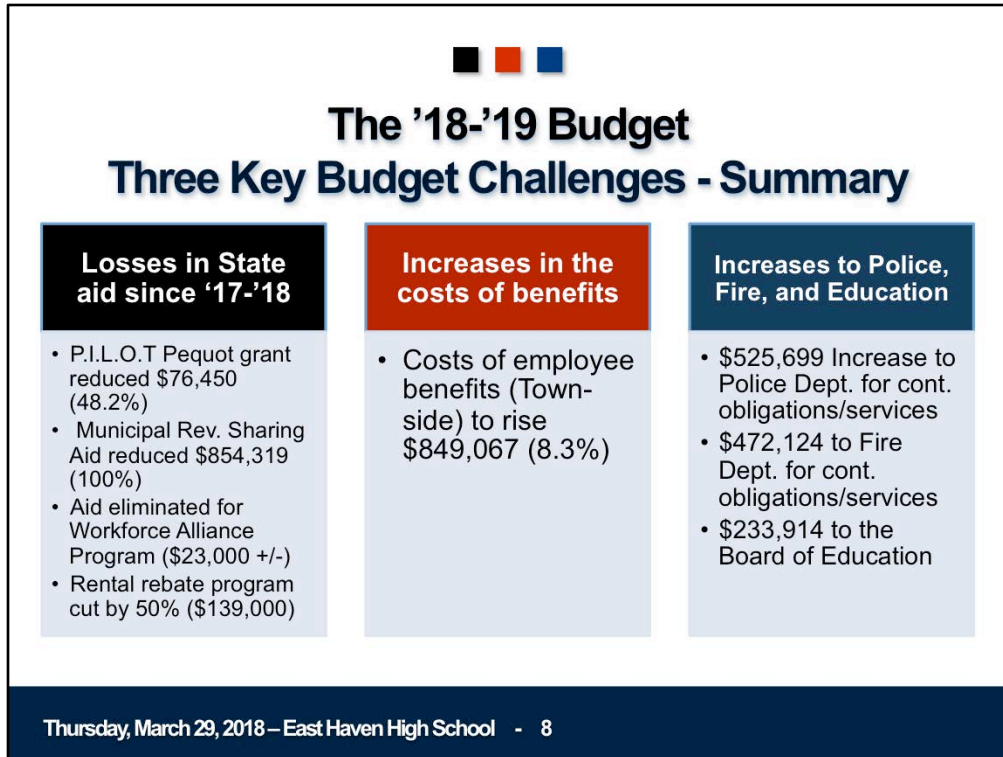 The ’18-’19 Budget
Three Key Budget Challenges - Summary
Losses in State
aid since ‘17-’18
• P.I.L.O.T Pequot grant
reduced $76,450
(48.2%)
• Municipal Rev. Sharing
Aid reduced $854,319
(100%)
• Aid eliminated for
Workforce Alliance
Program ($23,000 +/-)
• Rental rebate program
cut by 50% ($139,000)
Increases in the
costs of benefits
• Costs of employee
benefits (Town-
side) to rise
$849,067 (8.3%)
Increases to Police,
Fire, and Education
• $525,699 Increase to
Police Dept. for cont.
obligations/services
• $472,124 to Fire
Dept. for cont.
obligations/services
• $233,914 to the
Board of Education
Thursday, March 29, 2018 – East Haven High School - 8